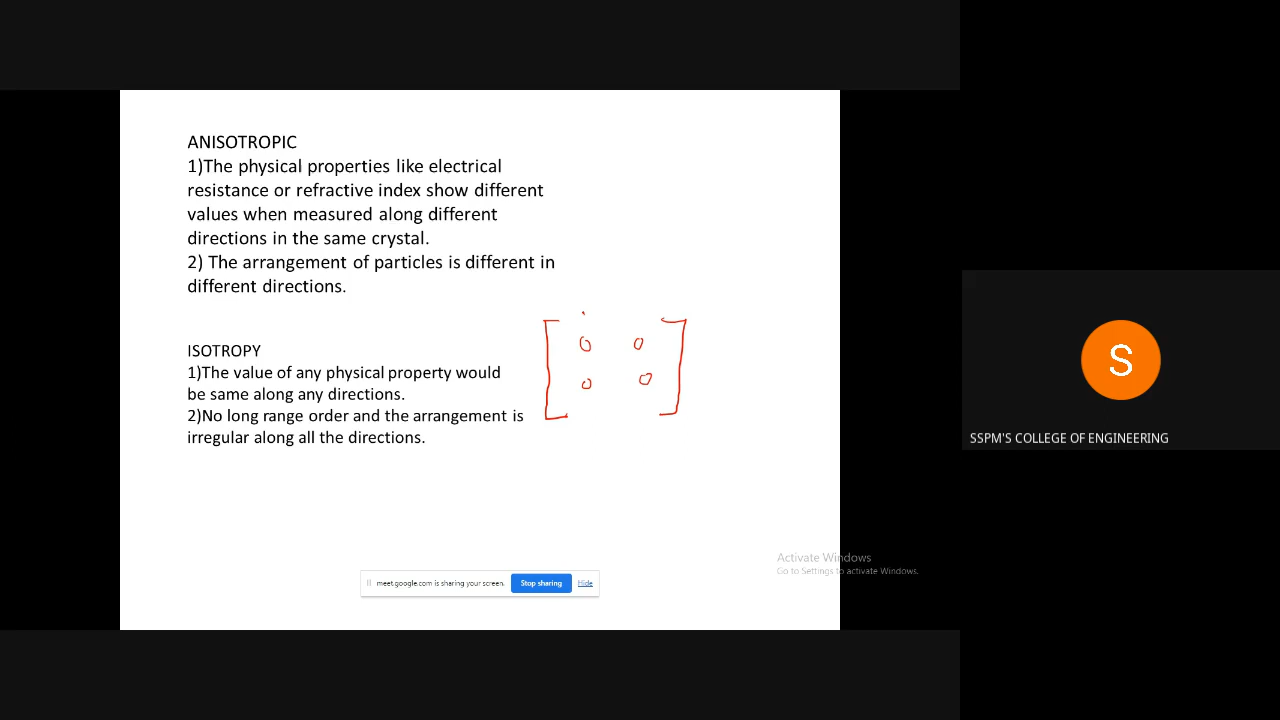 ANISOTROPIC
1)The physical properties like electrical
resistance or refractive index show different
values when measured along different
directions in the same crystal.
2) The arrangement of particles is different in
different directions.
ISOTROPY
1)The value of any physical property would
be same along any directions.
2)No long range order and the arrangement is
irregular along all the directions.
0 0
0 0
S
SSPM'S COLLEGE OF ENGINEERING
Activate Windows
Go to Settings to activate Windows.
meet.google.com is sharing your screen. Stop sharing Hide